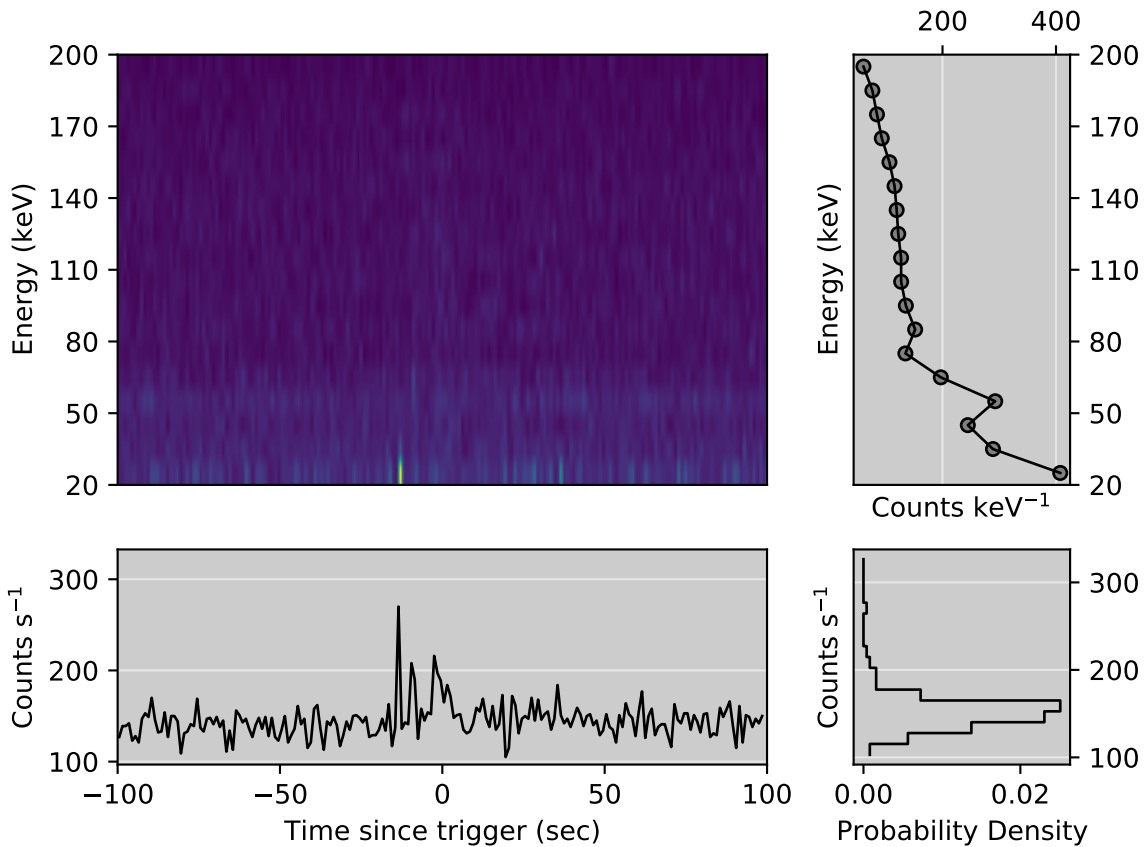 200 400
200
170
140
110
80
50
20
Energy (keV)
200
170
140
110
80
50
20
Energy (keV)
Counts keV⁻¹
300
200
100
Counts s⁻¹
−100 −50 0 50 100
Time since trigger (sec)
300
200
100
Counts s⁻¹
0.00 0.02
Probability Density